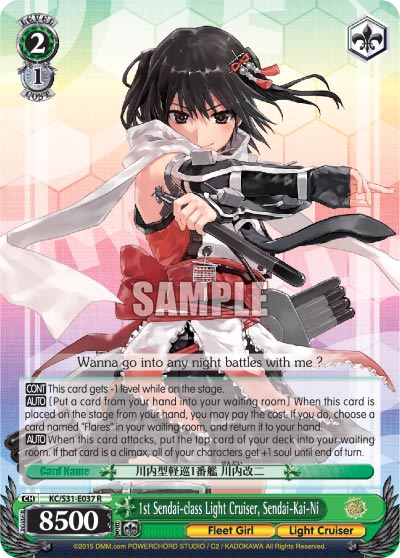 LEVEL
2
1
COST
SAMPLE
Wanna go into any night battles with me ?
CONT This card gets -1 level while on the stage.
AUTO [Put a card from your hand into your waiting room] When this card is
placed on the stage from your hand, you may pay the cost. If you do, choose a
card named "Flares" in your waiting room, and return it to your hand.
AUTO When this card attacks, put the top card of your deck into your waiting
room. If that card is green, all of your characters get +1 soul until end of turn.
Card Name
川内型軽巡1番艦 川内改二
CH
KC/S31-E037 R
8500
1st Sendai-class Light Cruiser, Sendai-Kai-Ni
Fleet Girl
Light Cruiser
©2015 DMM.com POWERCHORD STUDIO / C2 / KADOKAWA All Rights Reserved.